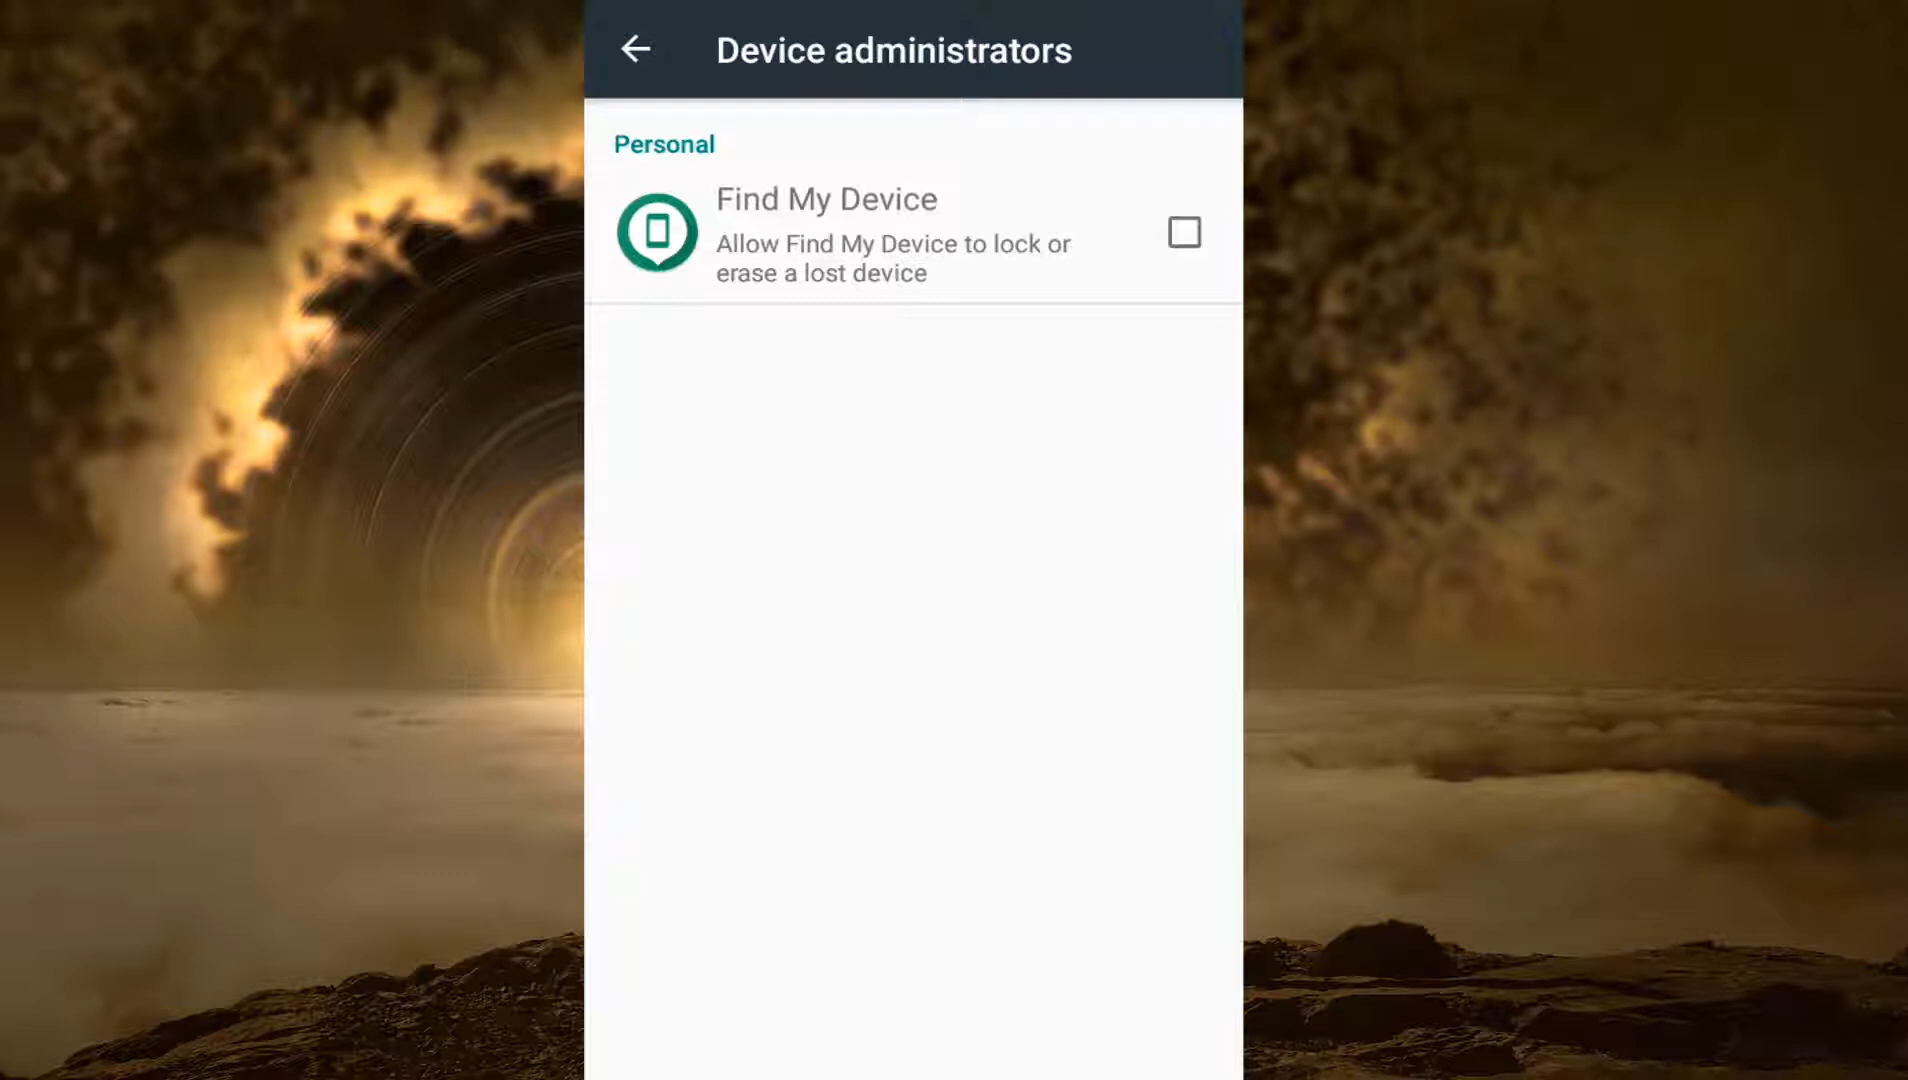 Device administrators
Personal
Find My Device
Allow Find My Device to lock or
erase a lost device